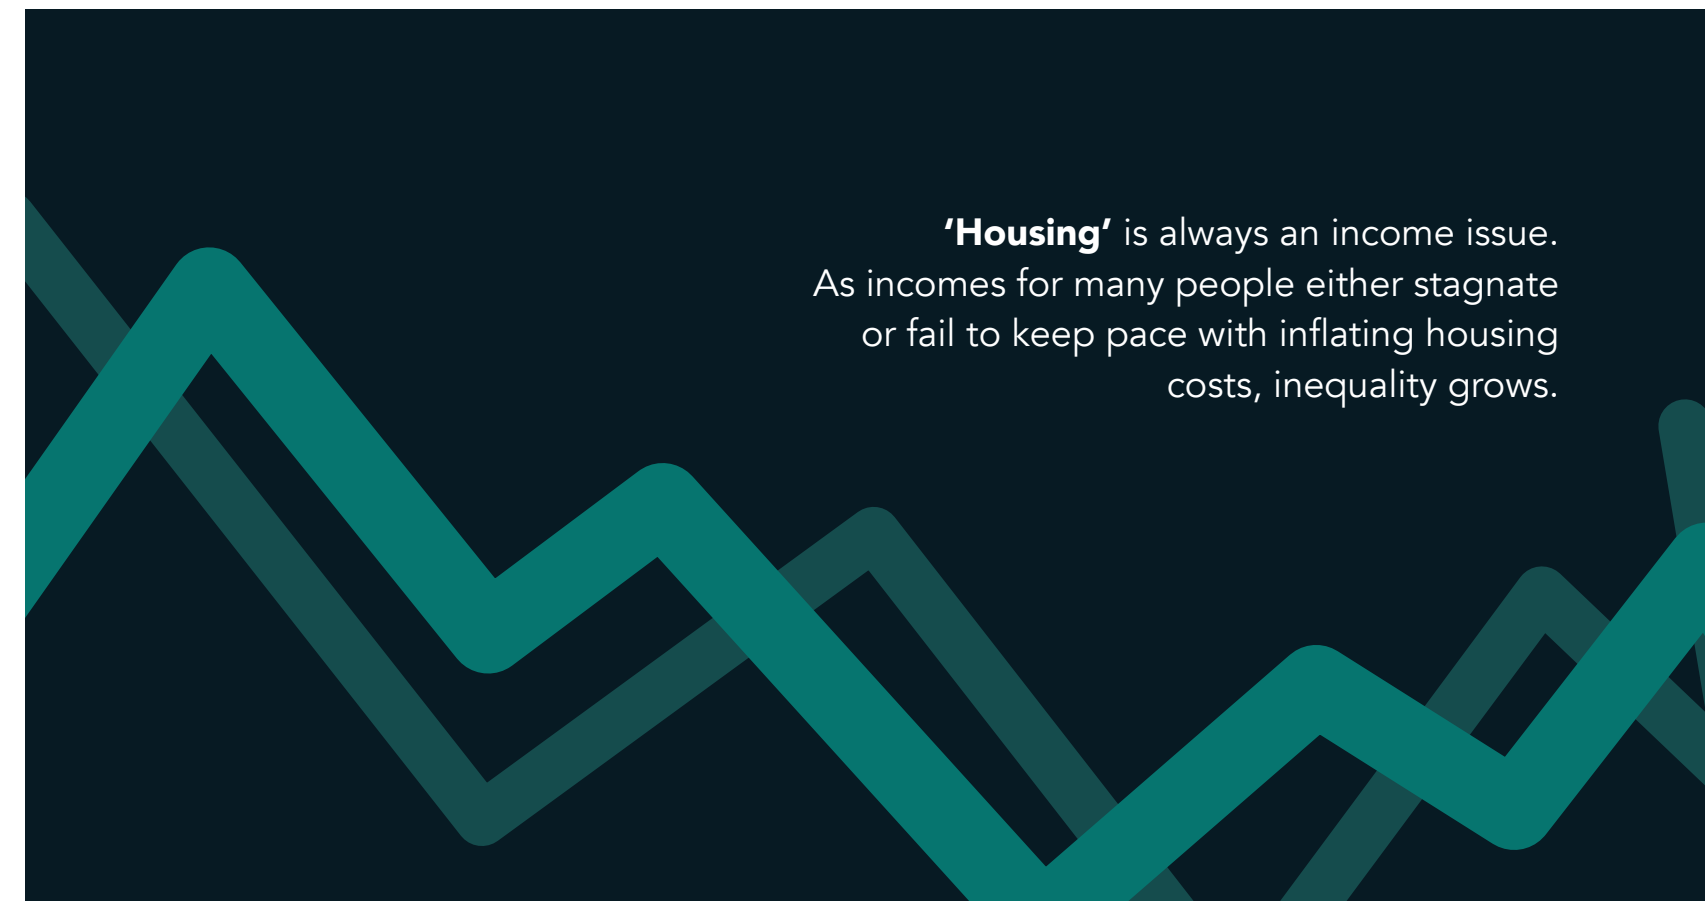 ‘Housing’ is always an income issue.
As incomes for many people either stagnate
or fail to keep pace with inflating housing
costs, inequality grows.